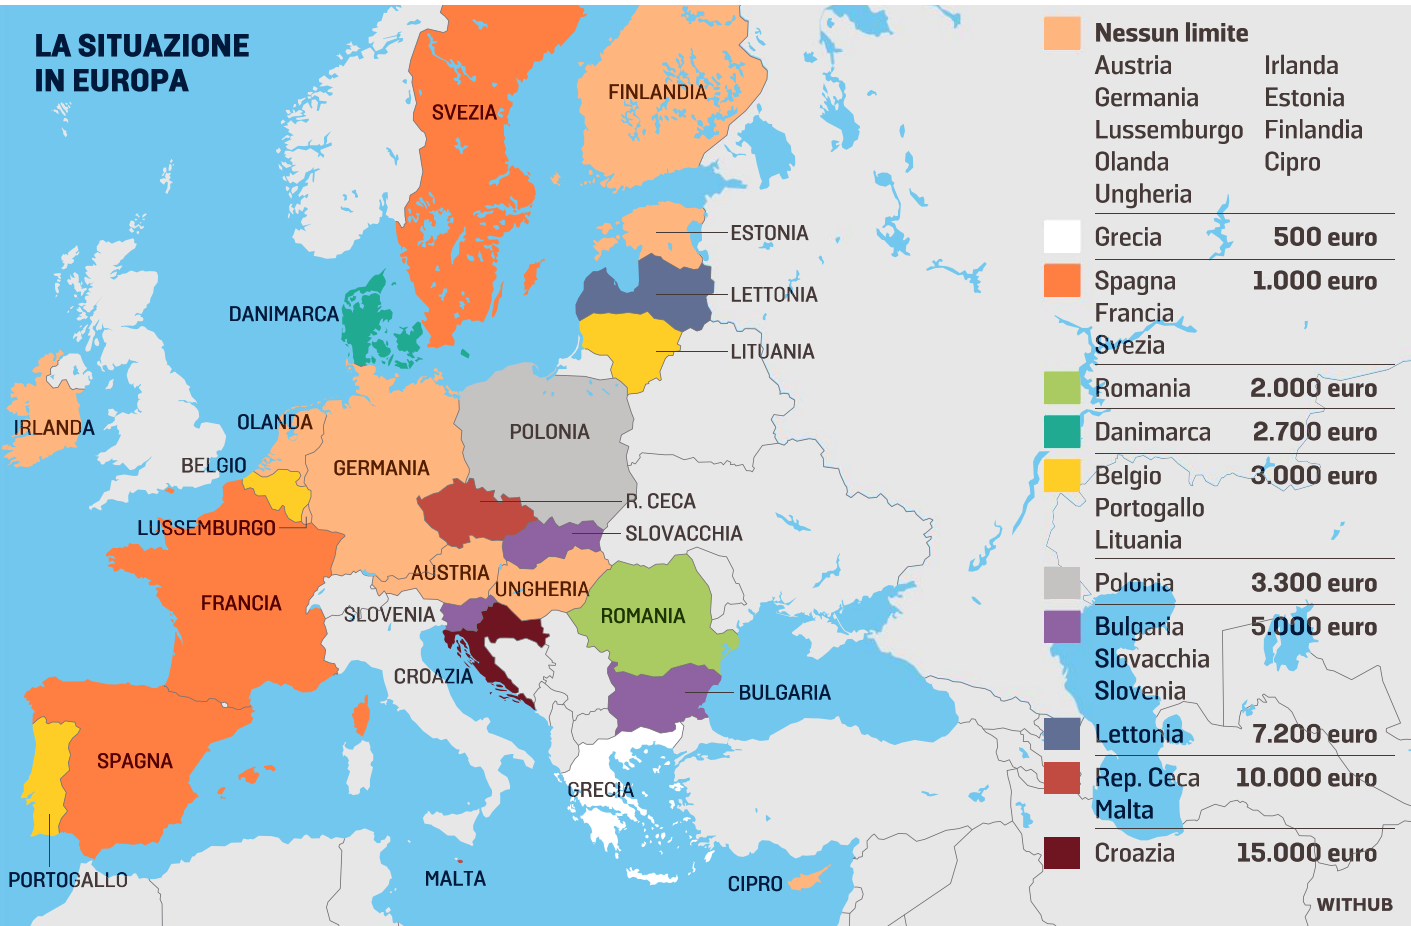 LA SITUAZIONE
IN EUROPA
SVEZIA
FINLANDIA
ESTONIA
LETTONIA
DANIMARCA
LITUANIA
IRLANDA
OLANDA
POLONIA
BELGIO
GERMANIA
R. CECA
LUSSEMBURGO
SLOVACCHIA
AUSTRIA
UNGHERIA
FRANCIA
SLOVENIA
ROMANIA
CROAZIA
BULGARIA
SPAGNA
GRECIA
PORTOGALLO
MALTA
CIPRO
Nessun limite
Austria Irlanda
Germania Estonia
Lussemburgo Finlandia
Olanda Cipro
Ungheria
Grecia 500 euro
Spagna 1.000 euro
Francia
Svezia
Romania 2.000 euro
Danimarca 2.700 euro
Belgio 3.000 euro
Portogallo
Lituania
Polonia 3.300 euro
Bulgaria 5.000 euro
Slovacchia
Slovenia
Lettonia 7.200 euro
Rep. Ceca 10.000 euro
Malta
Croazia 15.000 euro
WITHUB